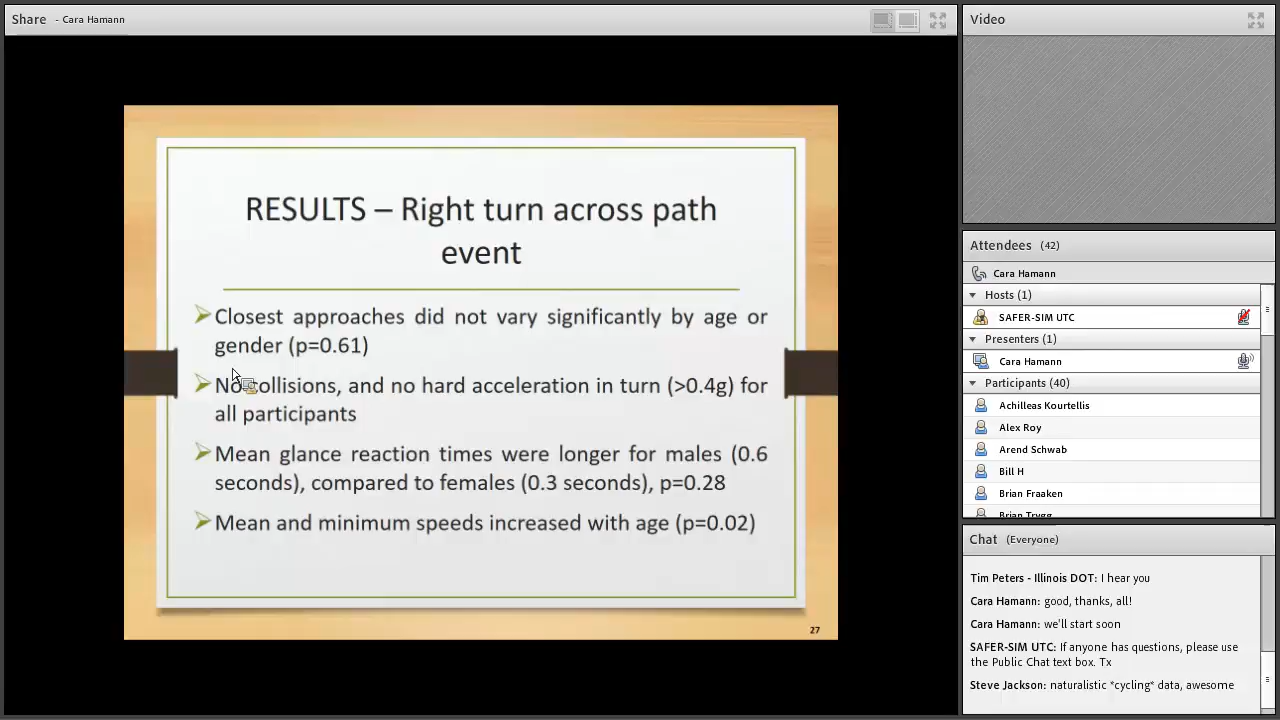 Share - Cara Hamann
RESULTS – Right turn across path
event
Closest approaches did not vary significantly by age or
gender (p=0.61)
No collisions, and no hard acceleration in turn (>0.4g) for
all participants
Mean glance reaction times were longer for males (0.6
seconds), compared to females (0.3 seconds), p=0.28
Mean and minimum speeds increased with age (p=0.02)
27
Video
Attendees (42)
Cara Hamann
Hosts (1)
SAFER-SIM UTC
Presenters (1)
Cara Hamann
Participants (40)
Achilleas Kourtellis
Alex Roy
Arend Schwab
Bill H
Brian Fraaken
Brian Trygg
Chat (Everyone)
Tim Peters - Illinois DOT: I hear you
Cara Hamann: good, thanks, all!
Cara Hamann: we'll start soon
SAFER-SIM UTC: If anyone has questions, please use
the Public Chat text box. Tx
Steve Jackson: naturalistic *cycling* data, awesome